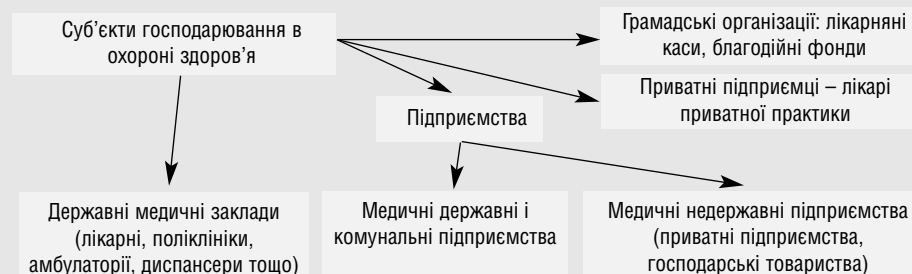 Суб’єкти господарювання в
охороні здоров’я
Грамадські організації: лікарняні
каси, благодійні фонди
Приватні підприємці – лікарі
приватної практики
Підприємства
Державні медичні заклади
(лікарні, поліклініки,
амбулаторії, диспансери тощо)
Медичні державні і
комунальні підприємства
Медичні недержавні підприємства
(приватні підприємства,
господарські товариства)